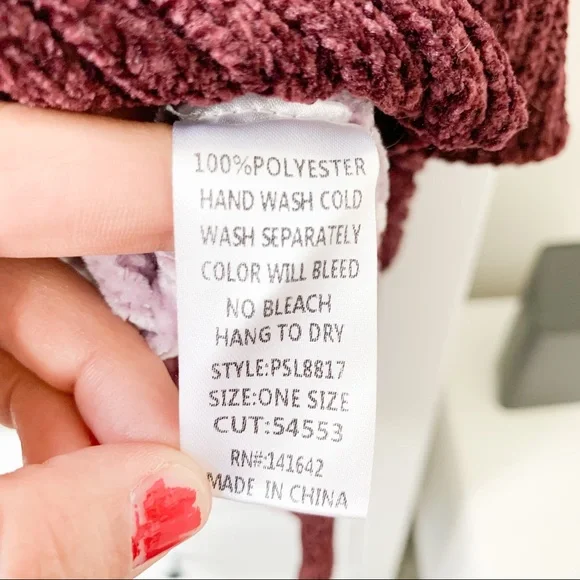 100%POLYESTER
HAND WASH COLD
WASH SEPARATELY
COLOR WILL BLEED
NO BLEACH
HANG TO DRY
STYLE:PSL8817
SIZE:ONE SIZE
CUT:54553
RN#:141642
MADE IN CHINA